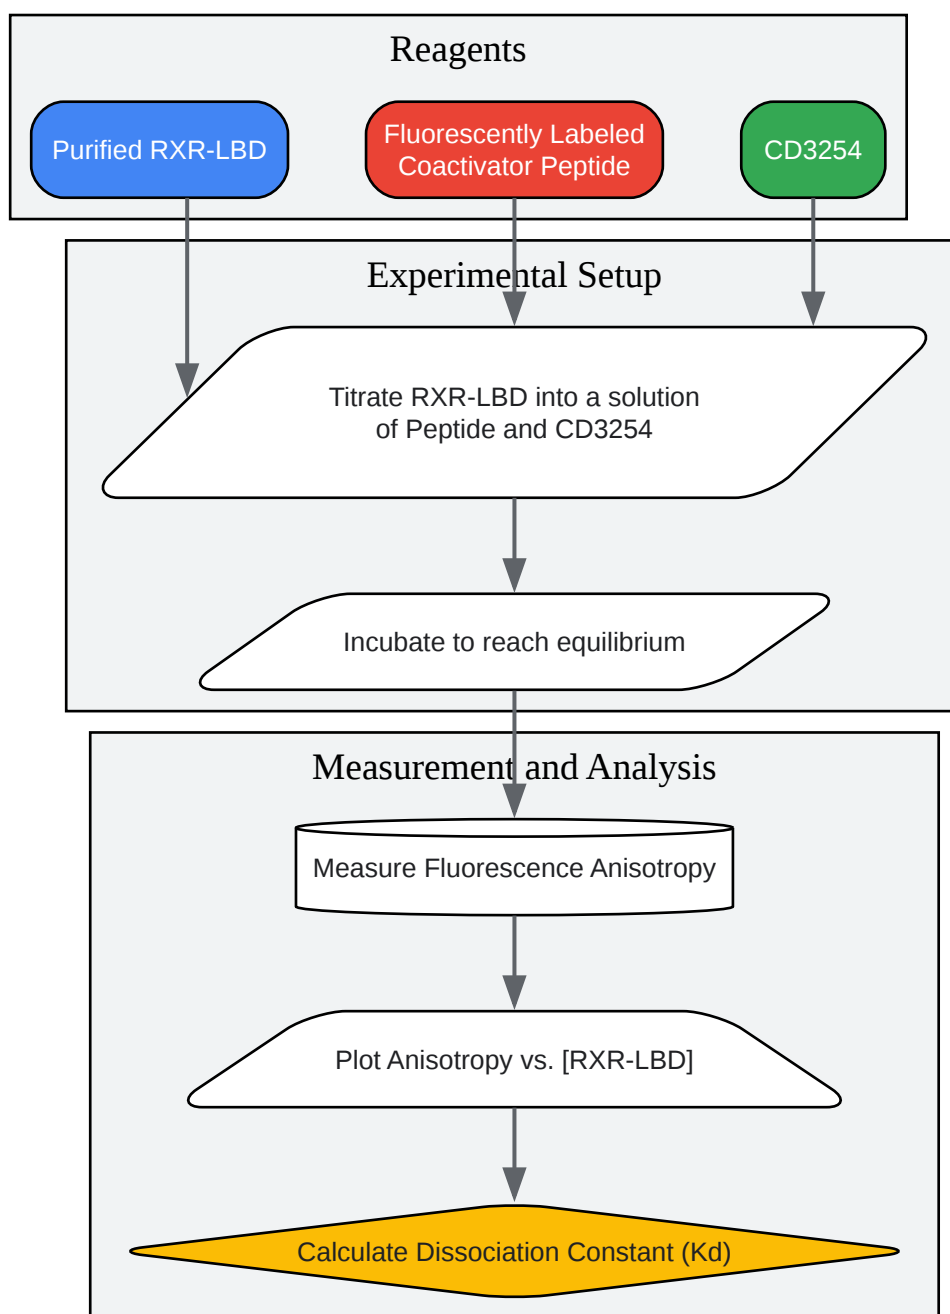 Reagents
Purified RXR-LBD
Fluorescently Labeled
Coactivator Peptide
CD3254
Experimental Setup
Titrate RXR-LBD into a solution
of Peptide and CD3254
Incubate to reach equilibrium
Measurement and Analysis
Measure Fluorescence Anisotropy
Plot Anisotropy vs. [RXR-LBD]
Calculate Dissociation Constant (Kd)